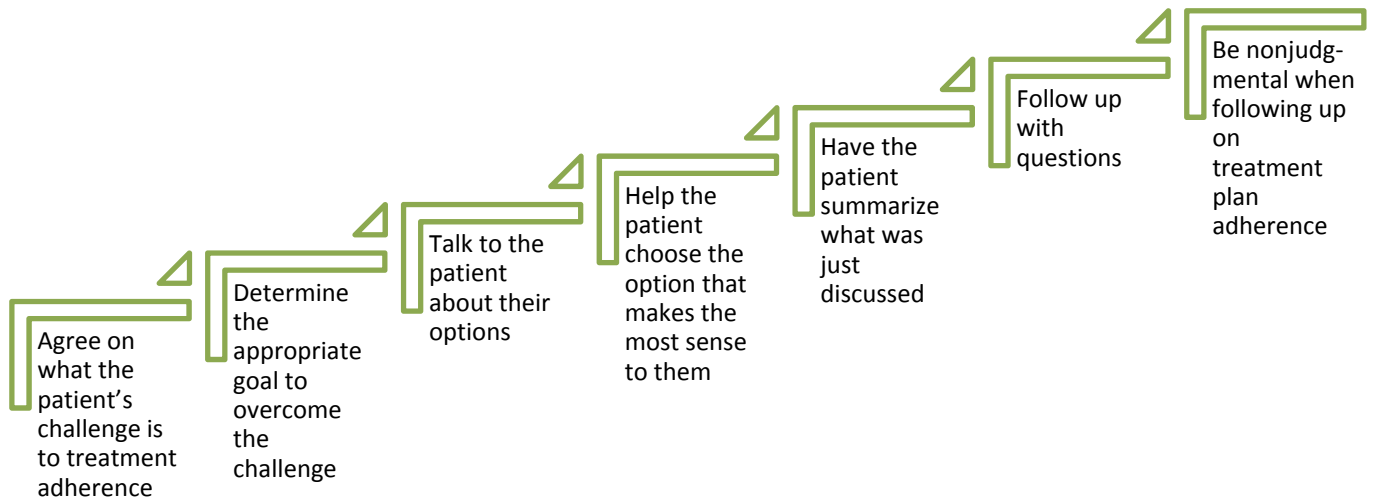 Agree on
what the
patient’s
challenge is
to treatment
adherence
Determine
the
appropriate
goal to
overcome
the
challenge
Talk to the
patient
about their
options
Help the
patient
choose the
option that
makes the
most sense
to them
Have the
patient
summarize
what was
just
discussed
Follow up
with
questions
Be nonjudg-
mental when
following up
on
treatment
plan
adherence